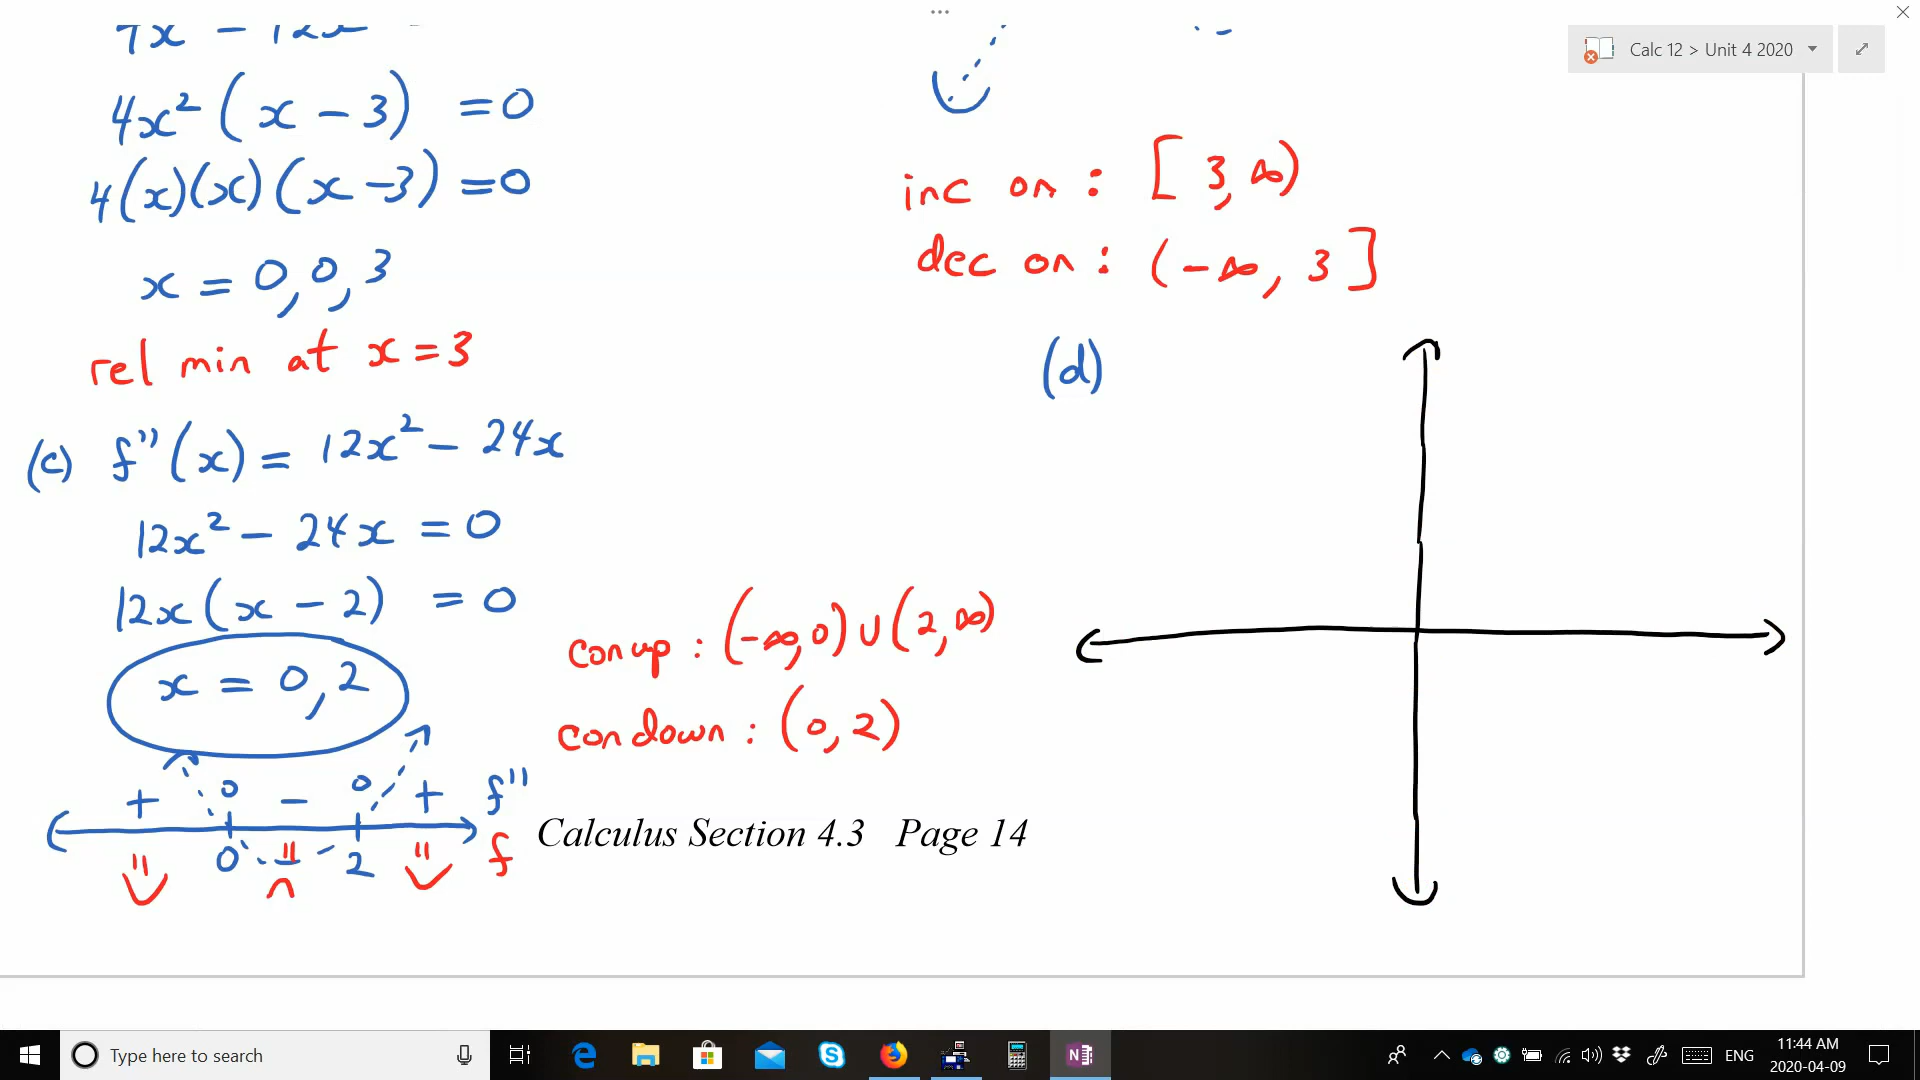 Calc 12 > Unit 4 2020
4x² (x - 3) = 0
4(x)(x)(x - 3) = 0
x = 0, 0, 3
rel min at x = 3
(c) f''(x) = 12x² - 24x
12x² - 24x = 0
12x(x - 2) = 0
x = 0, 2
+ 0 - 0 + f''
0 2 f
con up : (-∞, 0) ∪ (2, ∞)
con down : (0, 2)
inc on : [3, ∞)
dec on : (-∞, 3]
(d)
Calculus Section 4.3 Page 14
Type here to search
ENG
11:44 AM
2020-04-09